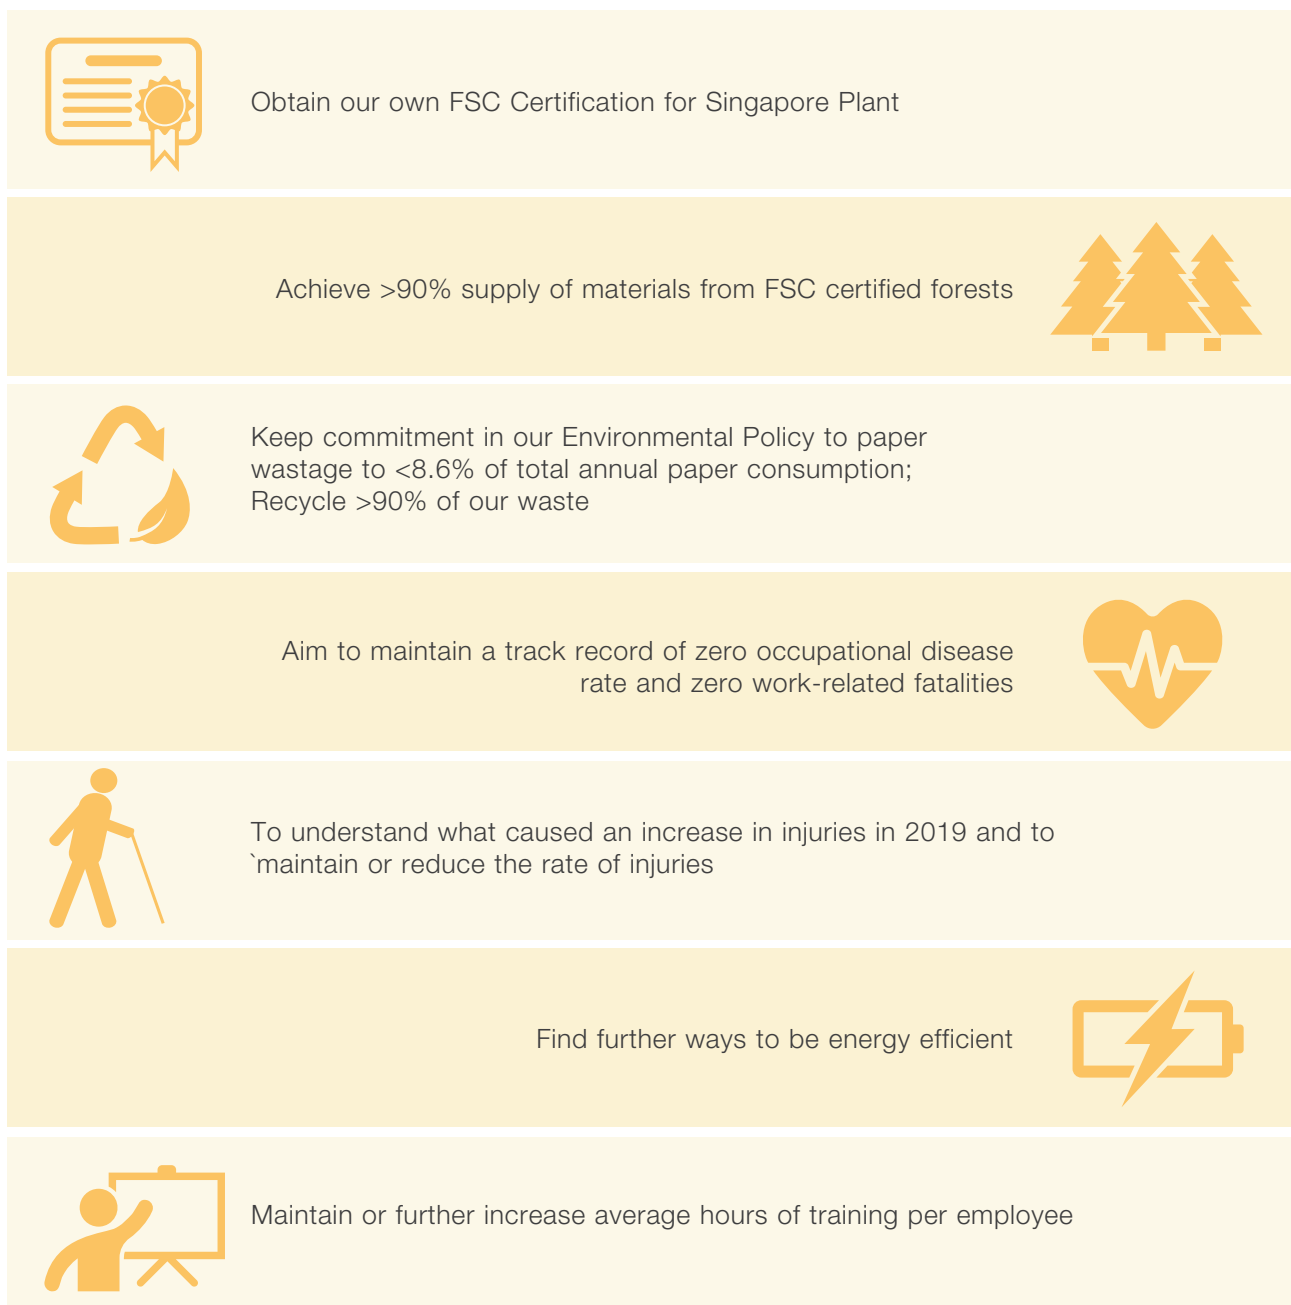 Obtain our own FSC Certification for Singapore Plant
Achieve >90% supply of materials from FSC certified forests
Keep commitment in our Environmental Policy to paper
wastage to <8.6% of total annual paper consumption;
Recycle >90% of our waste
Aim to maintain a track record of zero occupational disease
rate and zero work-related fatalities
To understand what caused an increase in injuries in 2019 and to
`maintain or reduce the rate of injuries
Find further ways to be energy efficient
Maintain or further increase average hours of training per employee